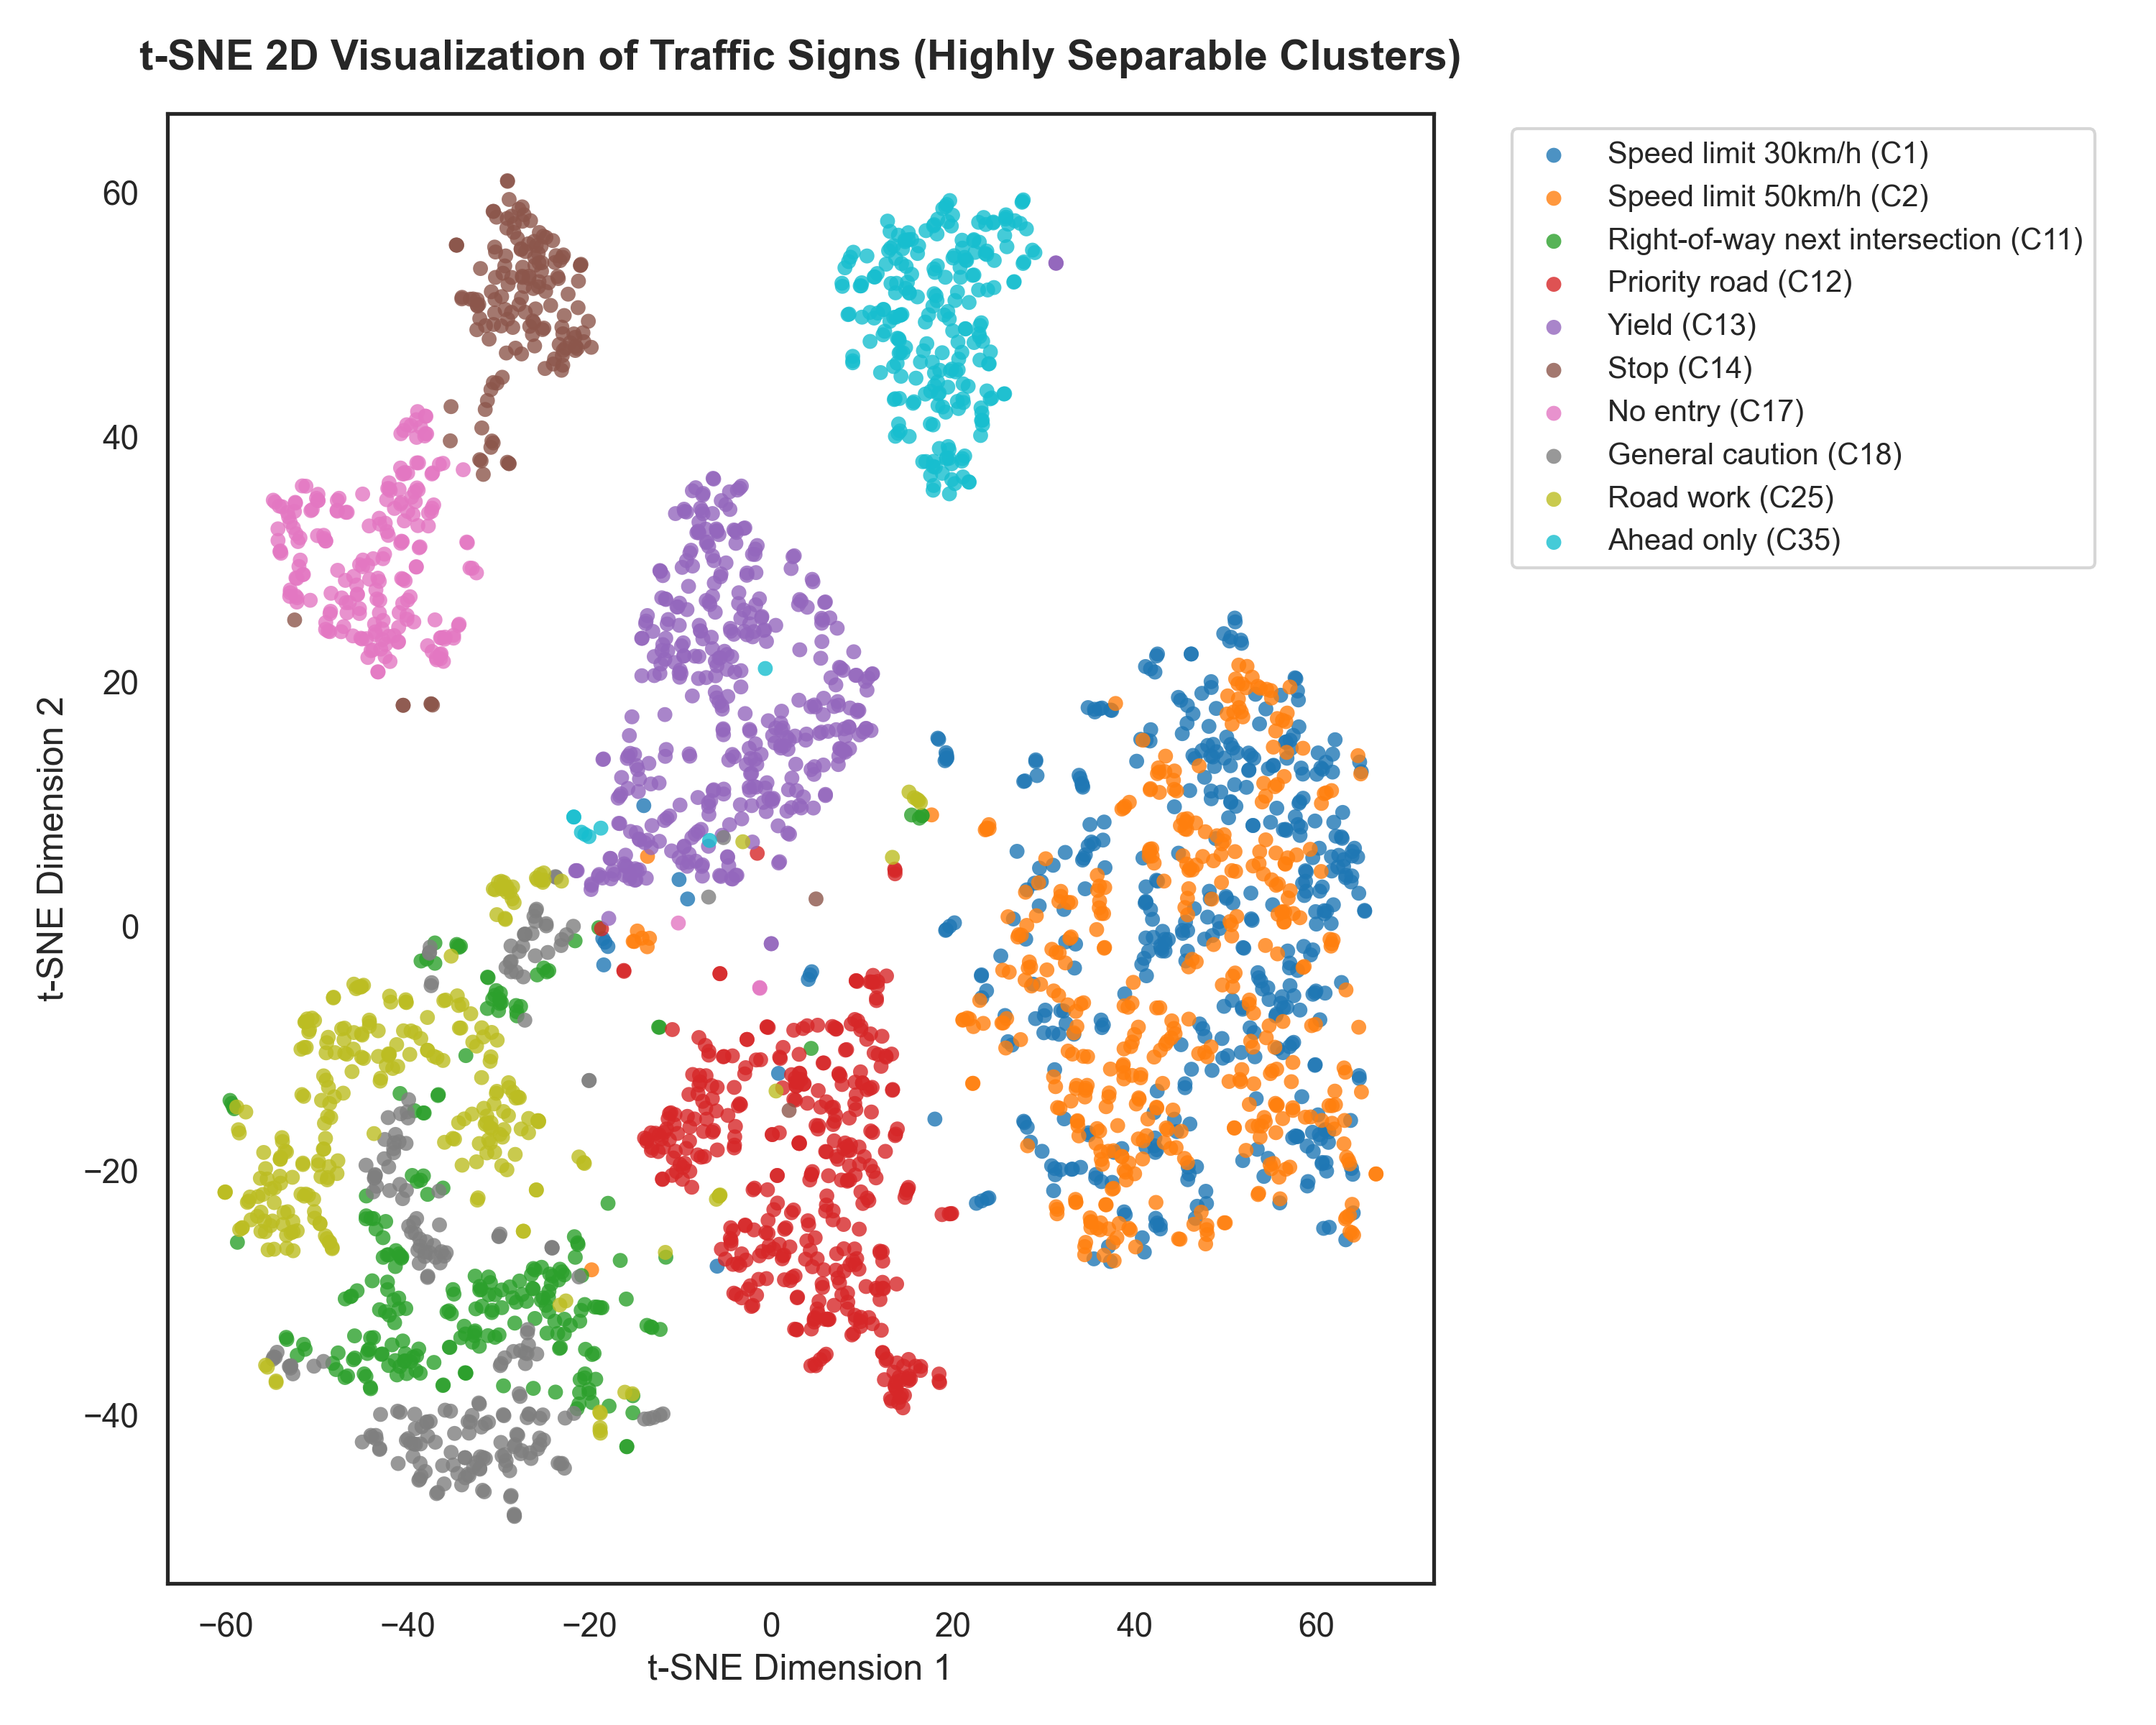 t-SNE 2D Visualization of Traffic Signs (Highly Separable Clusters)
Speed limit 30km/h (C1)
Speed limit 50km/h (C2)
Right-of-way next intersection (C11)
Priority road (C12)
Yield (C13)
Stop (C14)
No entry (C17)
General caution (C18)
Road work (C25)
Ahead only (C35)
t-SNE Dimension 2
60
40
20
0
−20
−40
−60
−40
−20
0
20
40
60
t-SNE Dimension 1